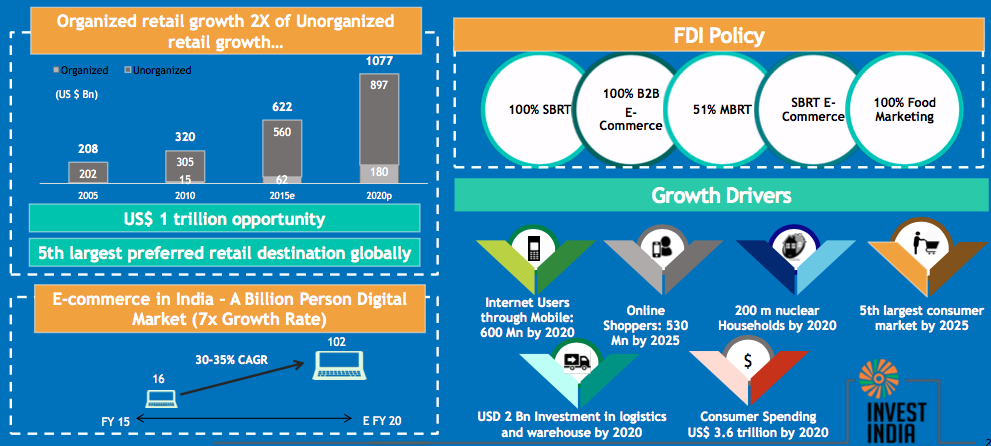 Organized retail growth 2X of Unorganized
retail growth...
Organized
Unorganized
(US $ Bn)
208
320
622
1077
202
305
15
560
62
897
180
2005
2010
2015e
2020p
US$ 1 trillion opportunity
5th largest preferred retail destination globally
E-commerce in India - A Billion Person Digital
Market (7x Growth Rate)
30-35% CAGR
16
102
FY 15
E FY 20
FDI Policy
100% SBRT
100% B2B
E-
Commerce
51% MBRT
SBRT E-
Commerce
100% Food
Marketing
Growth Drivers
Internet Users
through Mobile:
600 Mn by 2020
Online
Shoppers: 530
Mn by 2025
200 m nuclear
Households by 2020
5th largest consumer
market by 2025
$
USD 2 Bn Investment in logistics
and warehouse by 2020
Consumer Spending
US$ 3.6 trillion by 2020
INVEST
INDIA
2